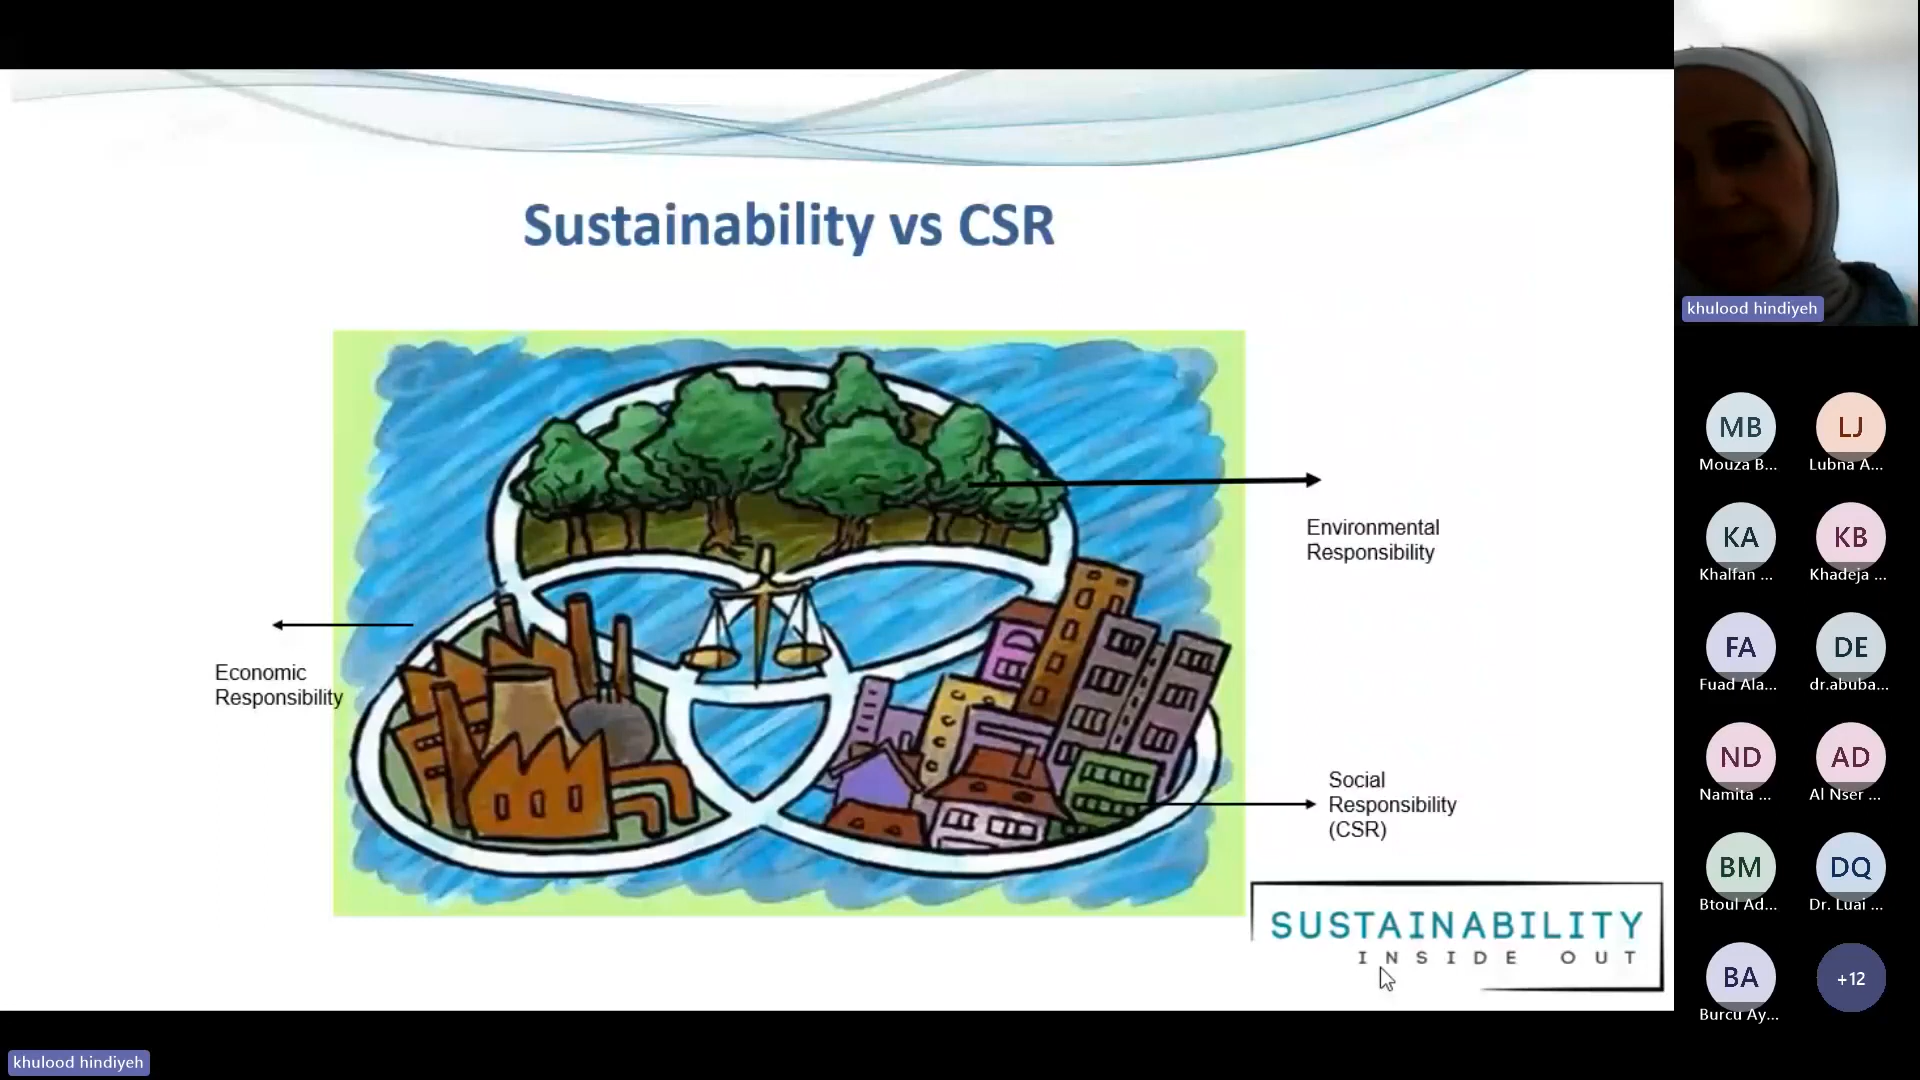 Sustainability vs CSR
Environmental
Responsibility
Economic
Responsibility
Social
Responsibility
(CSR)
SUSTAINABILITY
INSIDE OUT
khulood hindiyeh
khulood hindiyeh
MB
LJ
Mouza B...
Lubna A...
KA
KB
Khalfan ...
Khadeja ...
FA
DE
Fuad Ala...
dr.abuba...
ND
AD
Namita ...
Al Nser ...
BM
DQ
Btoul Ad...
Dr. Luai ...
BA
+12
Burcu Ay...